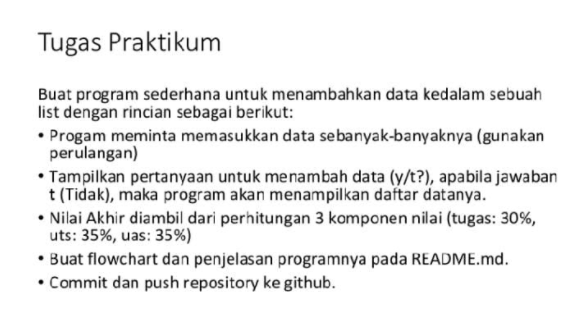 Tugas Praktikum
Buat program sederhana untuk menambahkan data kedalam sebuah
list dengan rincian sebagai berikut:
• Progam meminta memasukkan data sebanyak-banyaknya (gunakan
perulangan)
• Tampilkan pertanyaan untuk menambah data (y/t?), apabila jawaban
t (Tidak), maka program akan menampilkan daftar datanya.
• Nilai Akhir diambil dari perhitungan 3 komponen nilai (tugas: 30%,
uts: 35%, uas: 35%)
• Buat flowchart dan penjelasan programnya pada README.md.
• Commit dan push repository ke github.